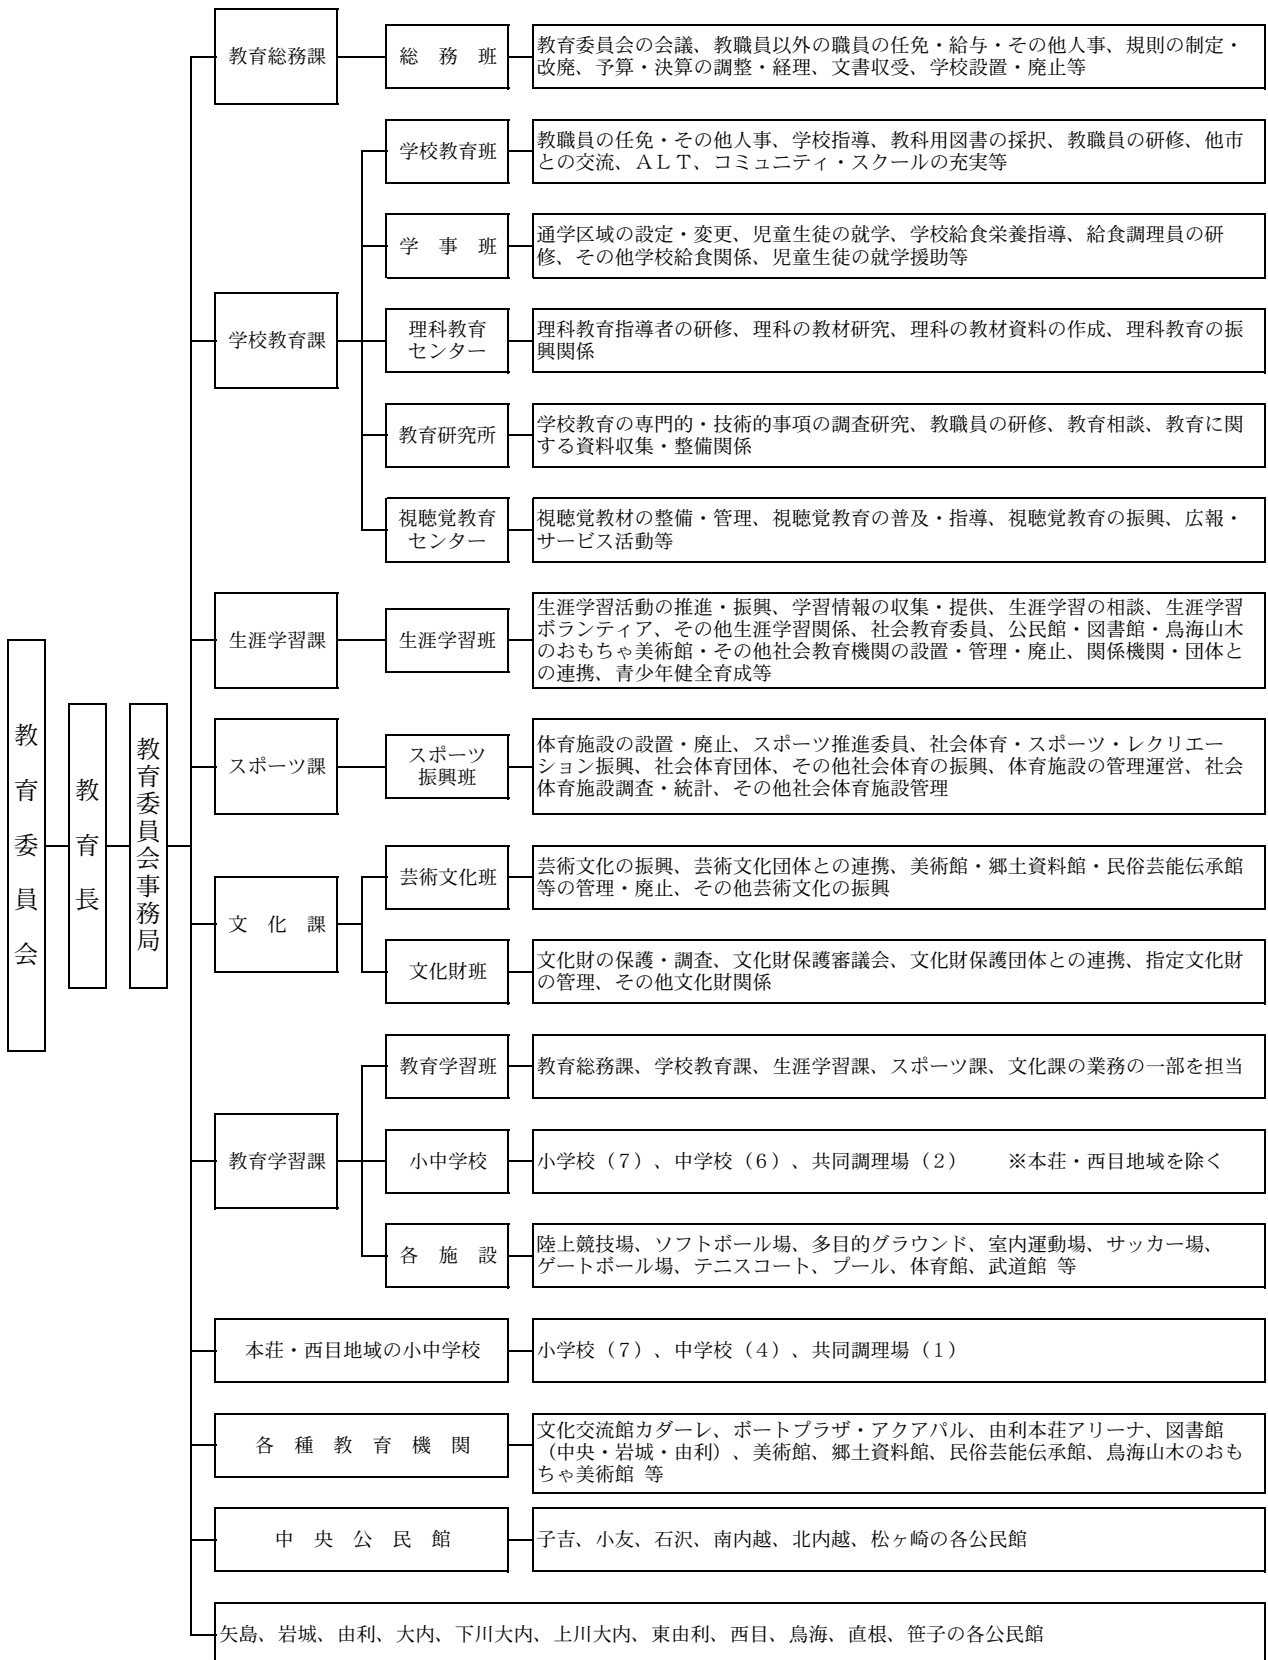 教育委員会
教育長
教育委員会事務局
教育総務課
総務班
教育委員会の会議、教職員以外の職員の任免・給与・その他人事、規則の制定・
改廃、予算・決算の調整・経理、文書収受、学校設置・廃止等
学校教育課
学校教育班
教職員の任免・その他人事、学校指導、教科用図書の採択、教職員の研修、他市
との交流、ＡＬＴ、コミュニティ・スクールの充実等
学事班
通学区域の設定・変更、児童生徒の就学、学校給食栄養指導、給食調理員の研
修、その他学校給食関係、児童生徒の就学援助等
理科教育
センター
理科教育指導者の研修、理科の教材研究、理科の教材資料の作成、理科教育の振
興関係
教育研究所
学校教育の専門的・技術的事項の調査研究、教職員の研修、教育相談、教育に関
する資料収集・整備関係
視聴覚教育
センター
視聴覚教材の整備・管理、視聴覚教育の普及・指導、視聴覚教育の振興、広報・
サービス活動等
生涯学習課
生涯学習班
生涯学習活動の推進・振興、学習情報の収集・提供、生涯学習の相談、生涯学習
ボランティア、その他生涯学習関係、社会教育委員、公民館・図書館・鳥海山木
のおもちゃ美術館・その他社会教育機関の設置・管理・廃止、関係機関・団体と
の連携、青少年健全育成等
スポーツ課
スポーツ
振興班
体育施設の設置・廃止、スポーツ推進委員、社会体育・スポーツ・レクリエー
ション振興、社会体育団体、その他社会体育の振興、体育施設の管理運営、社会
体育施設調査・統計、その他社会体育施設管理
文化課
芸術文化班
芸術文化の振興、芸術文化団体との連携、美術館・郷土資料館・民俗芸能伝承館
等の管理・廃止、その他芸術文化の振興
文化財班
文化財の保護・調査、文化財保護審議会、文化財保護団体との連携、指定文化財
の管理、その他文化財関係
教育学習課
教育学習班
教育総務課、学校教育課、生涯学習課、スポーツ課、文化課の業務の一部を担当
小中学校
小学校（７）、中学校（６）、共同調理場（２）　　※本荘・西目地域を除く
各施設
陸上競技場、ソフトボール場、多目的グラウンド、室内運動場、サッカー場、
ゲートボール場、テニスコート、プール、体育館、武道館 等
本荘・西目地域の小中学校
小学校（７）、中学校（４）、共同調理場（１）
各種教育機関
文化交流館カダーレ、ボートプラザ・アクアパル、由利本荘アリーナ、図書館
（中央・岩城・由利）、美術館、郷土資料館、民俗芸能伝承館、鳥海山木のおも
ちゃ美術館 等
中央公民館
子吉、小友、石沢、南内越、北内越、松ヶ崎の各公民館
矢島、岩城、由利、大内、下川大内、上川大内、東由利、西目、鳥海、直根、笹子の各公民館